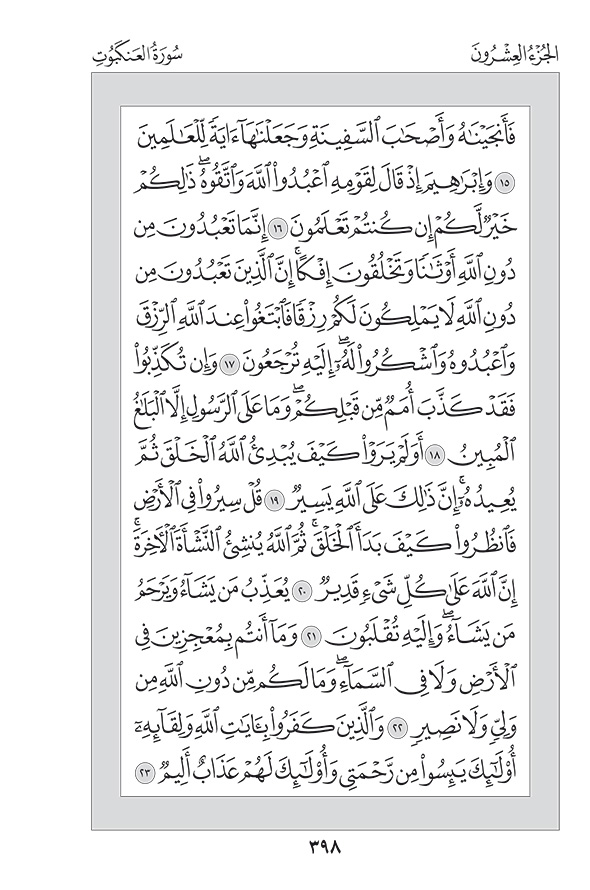 الجُزْءُ العِشْرُونَ
سُورَةُ العَنكَبُوتِ
فَأَنجَيْنَٰهُ وَأَصْحَٰبَ ٱلسَّفِينَةِ وَجَعَلْنَٰهَآ ءَايَةً لِّلْعَٰلَمِينَ
١٥ وَإِبْرَٰهِيمَ إِذْ قَالَ لِقَوْمِهِ ٱعْبُدُوا۟ ٱللَّهَ وَٱتَّقُوهُۖ ذَٰلِكُمْ
خَيْرٌ لَّكُمْ إِن كُنتُمْ تَعْلَمُونَ ١٦ إِنَّمَا تَعْبُدُونَ مِن
دُونِ ٱللَّهِ أَوْثَٰنًا وَتَخْلُقُونَ إِفْكًاۚ إِنَّ ٱلَّذِينَ تَعْبُدُونَ مِن
دُونِ ٱللَّهِ لَا يَمْلِكُونَ لَكُمْ رِزْقًا فَٱبْتَغُوا۟ عِندَ ٱللَّهِ ٱلرِّزْقَ
وَٱعْبُدُوهُ وَٱشْكُرُوا۟ لَهُۥٓۖ إِلَيْهِ تُرْجَعُونَ ١٧ وَإِن تُكَذِّبُوا۟
فَقَدْ كَذَّبَ أُمَمٌ مِّن قَبْلِكُمْۖ وَمَا عَلَى ٱلرَّسُولِ إِلَّا ٱلْبَلَٰغُ
ٱلْمُبِينُ ١٨ أَوَلَمْ يَرَوْا۟ كَيْفَ يُبْدِئُ ٱللَّهُ ٱلْخَلْقَ ثُمَّ
يُعِيدُهُۥٓۚ إِنَّ ذَٰلِكَ عَلَى ٱللَّهِ يَسِيرٌ ١٩ قُلْ سِيرُوا۟ فِى ٱلْأَرْضِ
فَٱنظُرُوا۟ كَيْفَ بَدَأَ ٱلْخَلْقَۚ ثُمَّ ٱللَّهُ يُنشِئُ ٱلنَّشْأَةَ ٱلْءَاخِرَةَۚ
إِنَّ ٱللَّهَ عَلَىٰ كُلِّ شَىْءٍ قَدِيرٌ ٢٠ يُعَذِّبُ مَن يَشَآءُ وَيَرْحَمُ
مَن يَشَآءُۖ وَإِلَيْهِ تُقْلَبُونَ ٢١ وَمَآ أَنتُم بِمُعْجِزِينَ فِى
ٱلْأَرْضِ وَلَا فِى ٱلسَّمَآءِۖ وَمَا لَكُم مِّن دُونِ ٱللَّهِ مِن
وَلِىٍّ وَلَا نَصِيرٍ ٢٢ وَٱلَّذِينَ كَفَرُوا۟ بِـَٔايَٰتِ ٱللَّهِ وَلِقَآئِهِۦٓ
أُو۟لَٰٓئِكَ يَئِسُوا۟ مِن رَّحْمَتِى وَأُو۟لَٰٓئِكَ لَهُمْ عَذَابٌ أَلِيمٌ ٢٣
٣٩٨